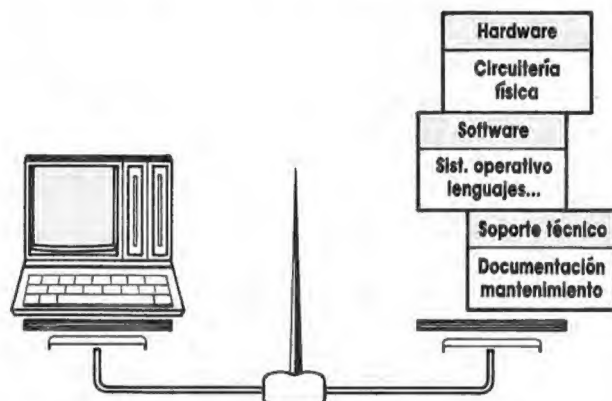 Hardware
Circuitería
física
Software
Sist. operativo
lenguajes...
Soporte técnico
Documentación
mantenimiento